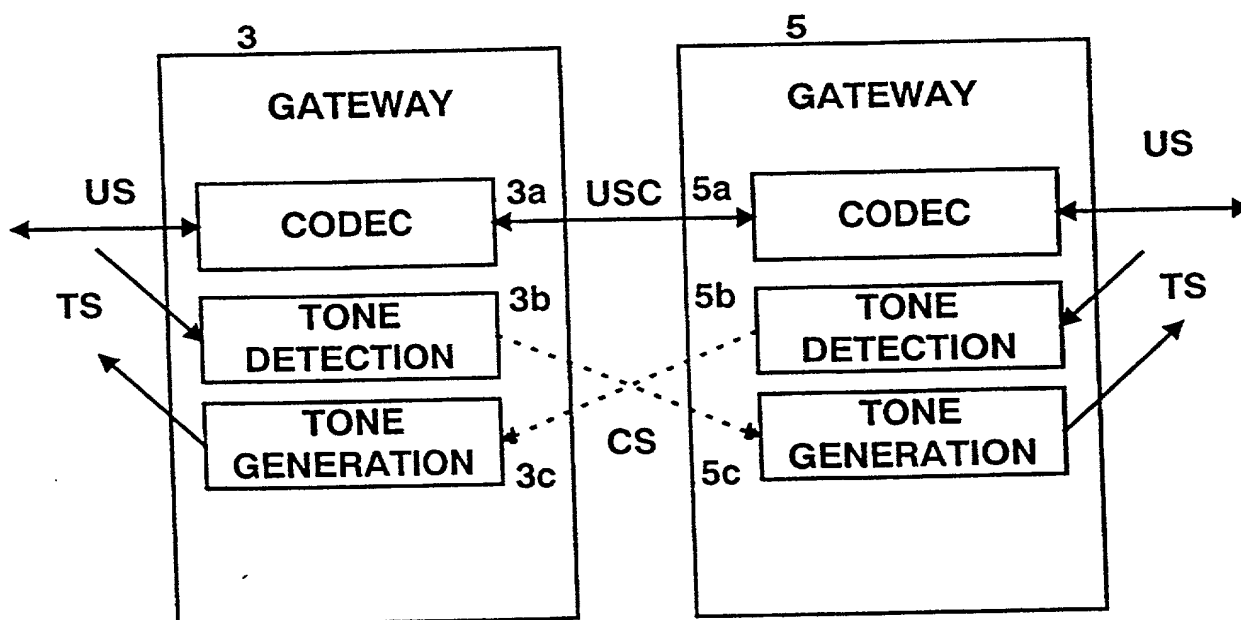 3
5
GATEWAY
GATEWAY
US
3a
USC
5a
US
CODEC
CODEC
TS
3b
5b
TS
TONE
DETECTION
TONE
DETECTION
TONE
GENERATION
CS
TONE
GENERATION
3c
5c